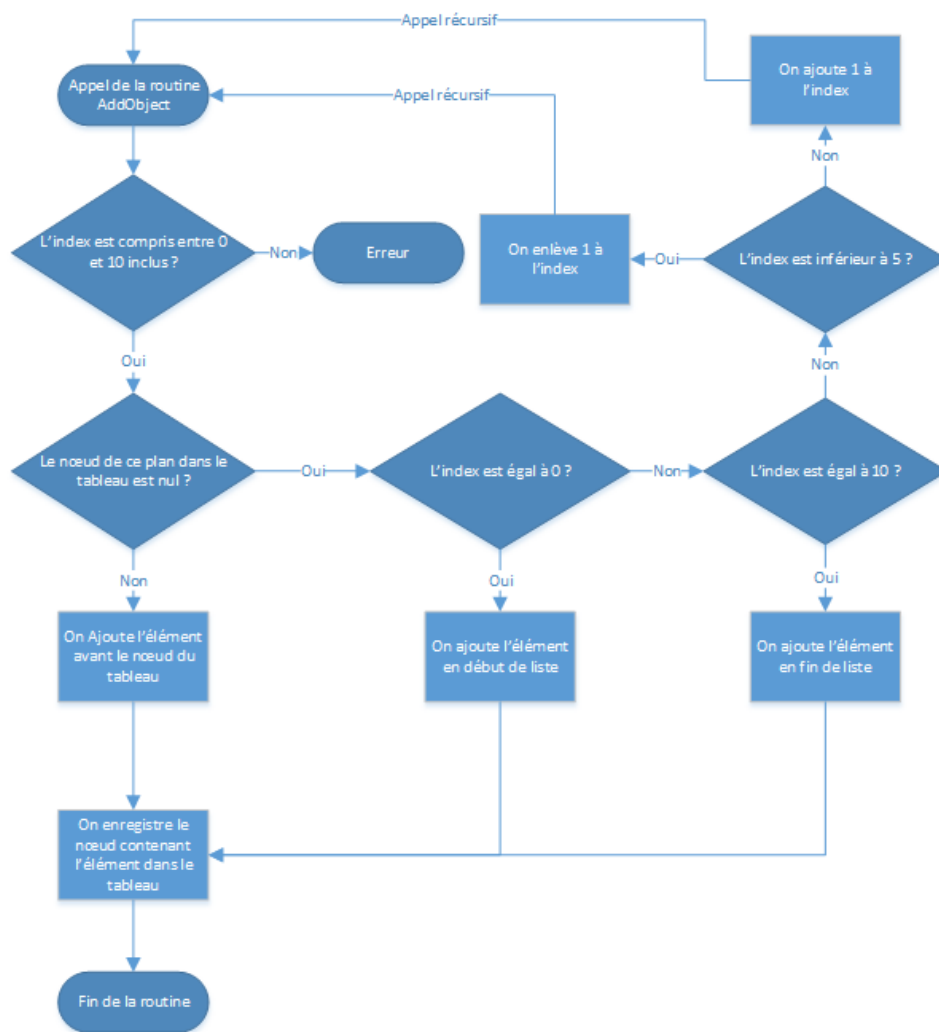 Appel récursif
Appel de la routine
AddObject
Appel récursif
On ajoute 1 à
l'index
Non
L'index est compris entre 0
et 10 inclus ?
Non
Erreur
On enlève 1 à
l'index
Oui
L'index est inférieur à 5 ?
Oui
Non
Le nœud de ce plan dans le
tableau est nul ?
Oui
L'index est égal à 0 ?
Non
L'index est égal à 10 ?
Non
Oui
Oui
On Ajoute l'élément
avant le nœud du
tableau
On ajoute l'élément
en début de liste
On ajoute l'élément
en fin de liste
On enregistre le
nœud contenant
l'élément dans le
tableau
Fin de la routine